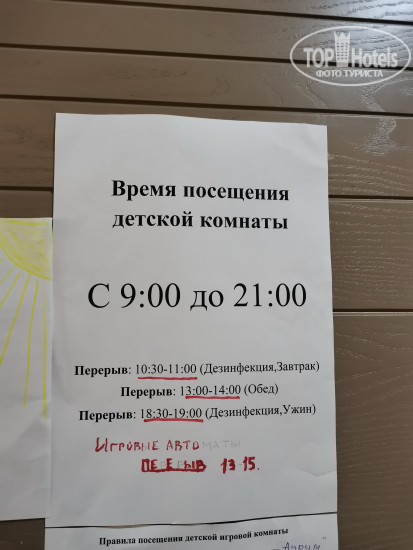 TOP Hotels
ФОТО ТУРИСТА
Время посещения
детской комнаты
С 9:00 до 21:00
Перерыв: 10:30-11:00 (Дезинфекция,Завтрак)
Перерыв: 13:00-14:00 (Обед)
Перерыв: 18:30-19:00 (Дезинфекция,Ужин)
Игровые автоматы
ПЕРЕРЫВ 13-15.
Правила посещения детской игровой комнаты